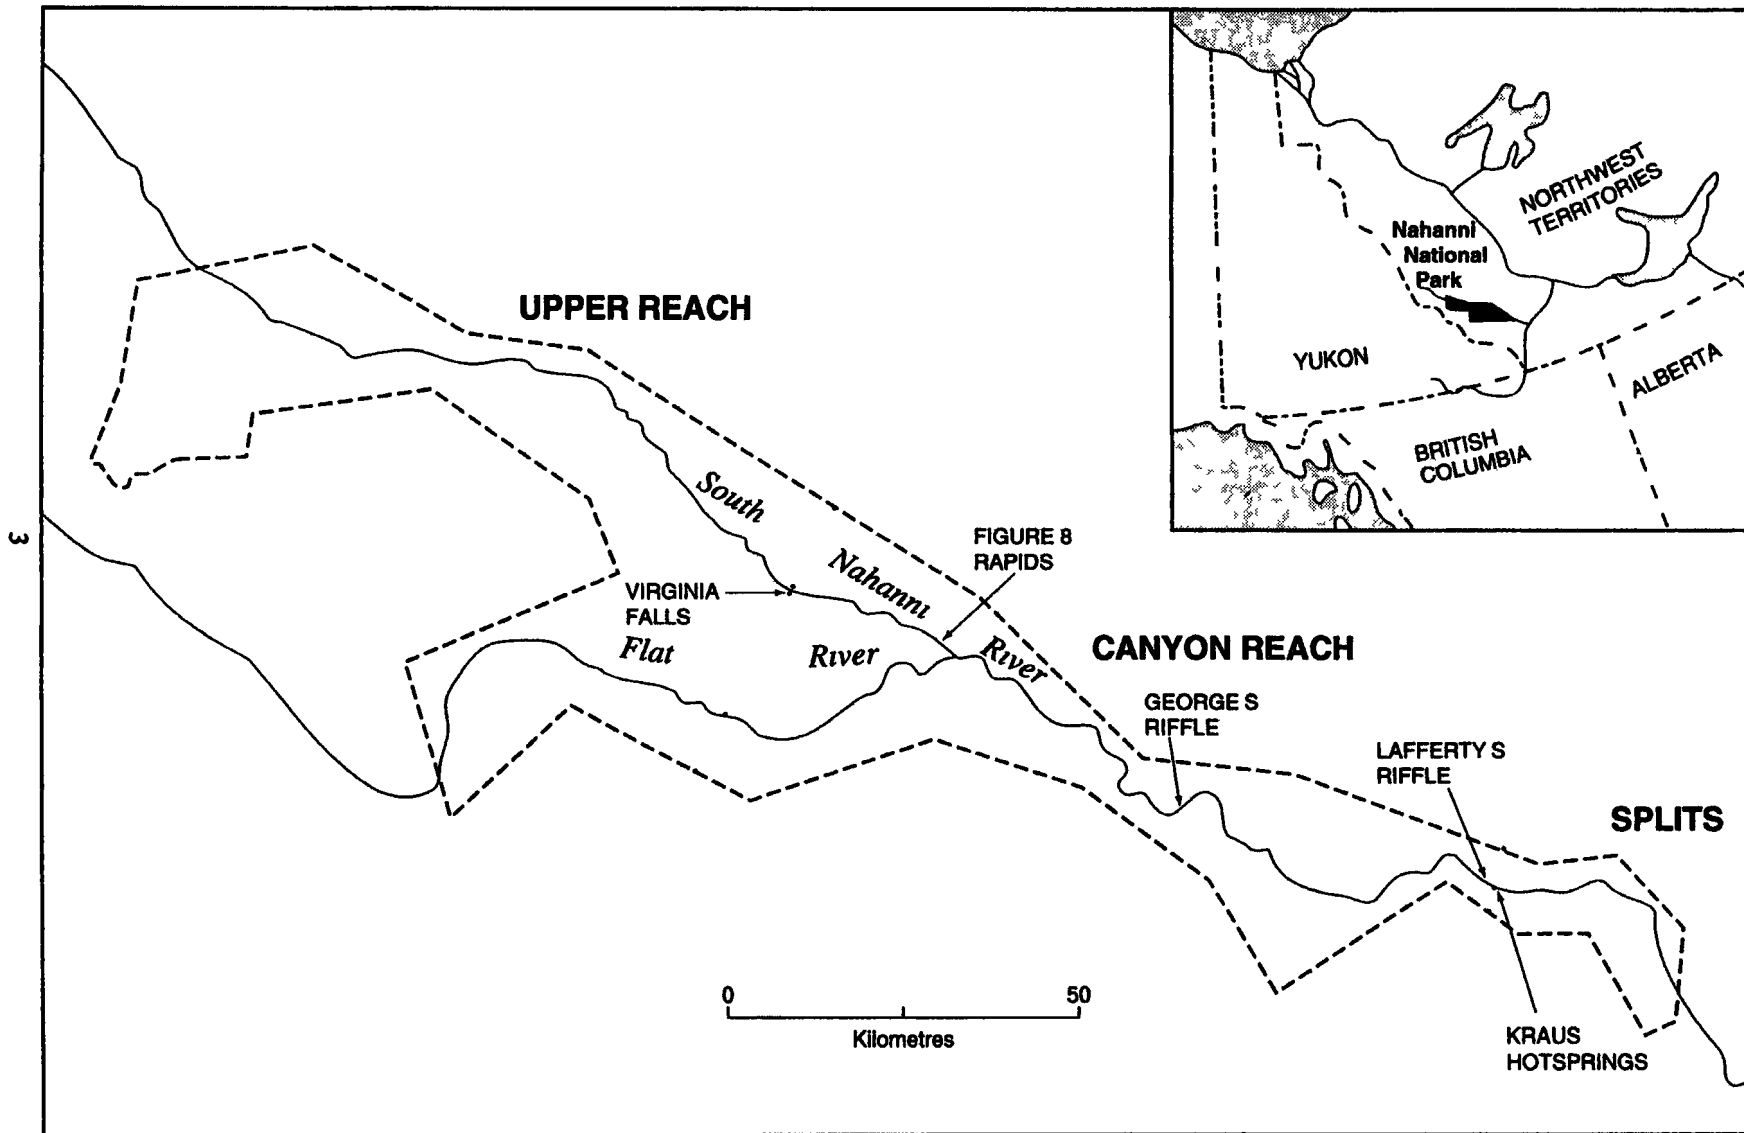 UPPER REACH
South
Nahanni
River
FIGURE 8
RAPIDS
VIRGINIA
FALLS
Flat
River
CANYON REACH
GEORGE S
RIFFLE
LAFFERTY S
RIFFLE
SPLITS
KRAUS
HOTSPRINGS
0
50
Kilometres
NORTHWEST
TERRITORIES
Nahanni
National
Park
YUKON
ALBERTA
BRITISH
COLUMBIA
3